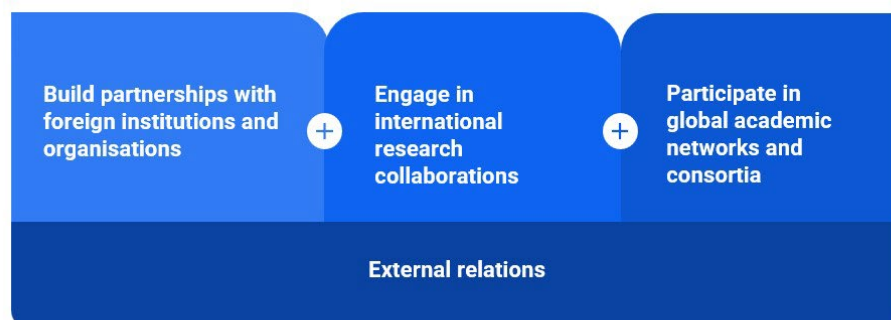 Build partnerships with
foreign institutions and
organisations
+
Engage in
international
research
collaborations
+
Participate in
global academic
networks and
consortia
External relations